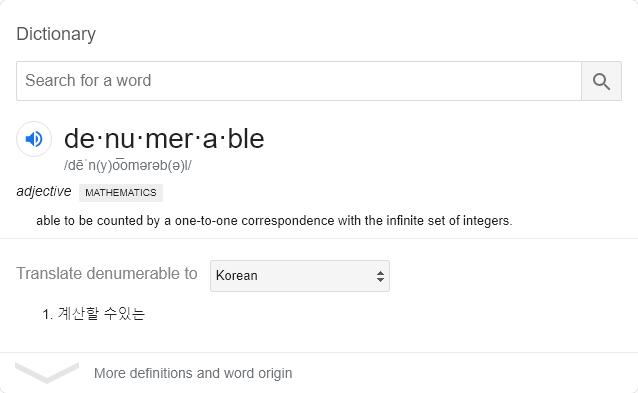 Dictionary
Search for a word
de·nu·mer·a·ble
/dēˈn(y)o͞omərəb(ə)l/
adjective MATHEMATICS
able to be counted by a one-to-one correspondence with the infinite set of integers.
Translate denumerable to Korean
1. 계산할 수있는
More definitions and word origin